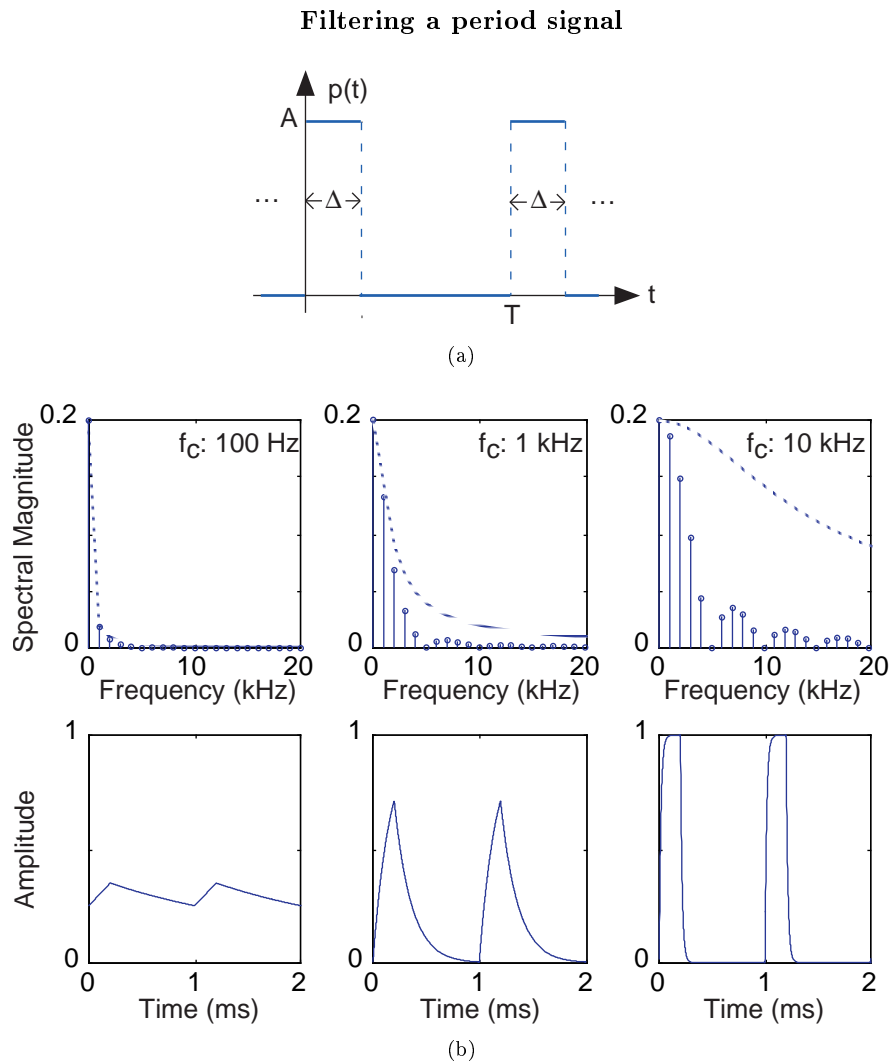 Filtering a period signal
p(t)
A
... Δ Δ ...
t
T
(a)
Spectral Magnitude
0.2
0
fc: 100 Hz
0 10 20
Frequency (kHz)
0.2
0
fc: 1 kHz
0 10 20
Frequency (kHz)
0.2
0
fc: 10 kHz
0 10 20
Frequency (kHz)
Amplitude
1
0
0 1 2
Time (ms)
1
0
0 1 2
Time (ms)
1
0
0 1 2
Time (ms)
(b)